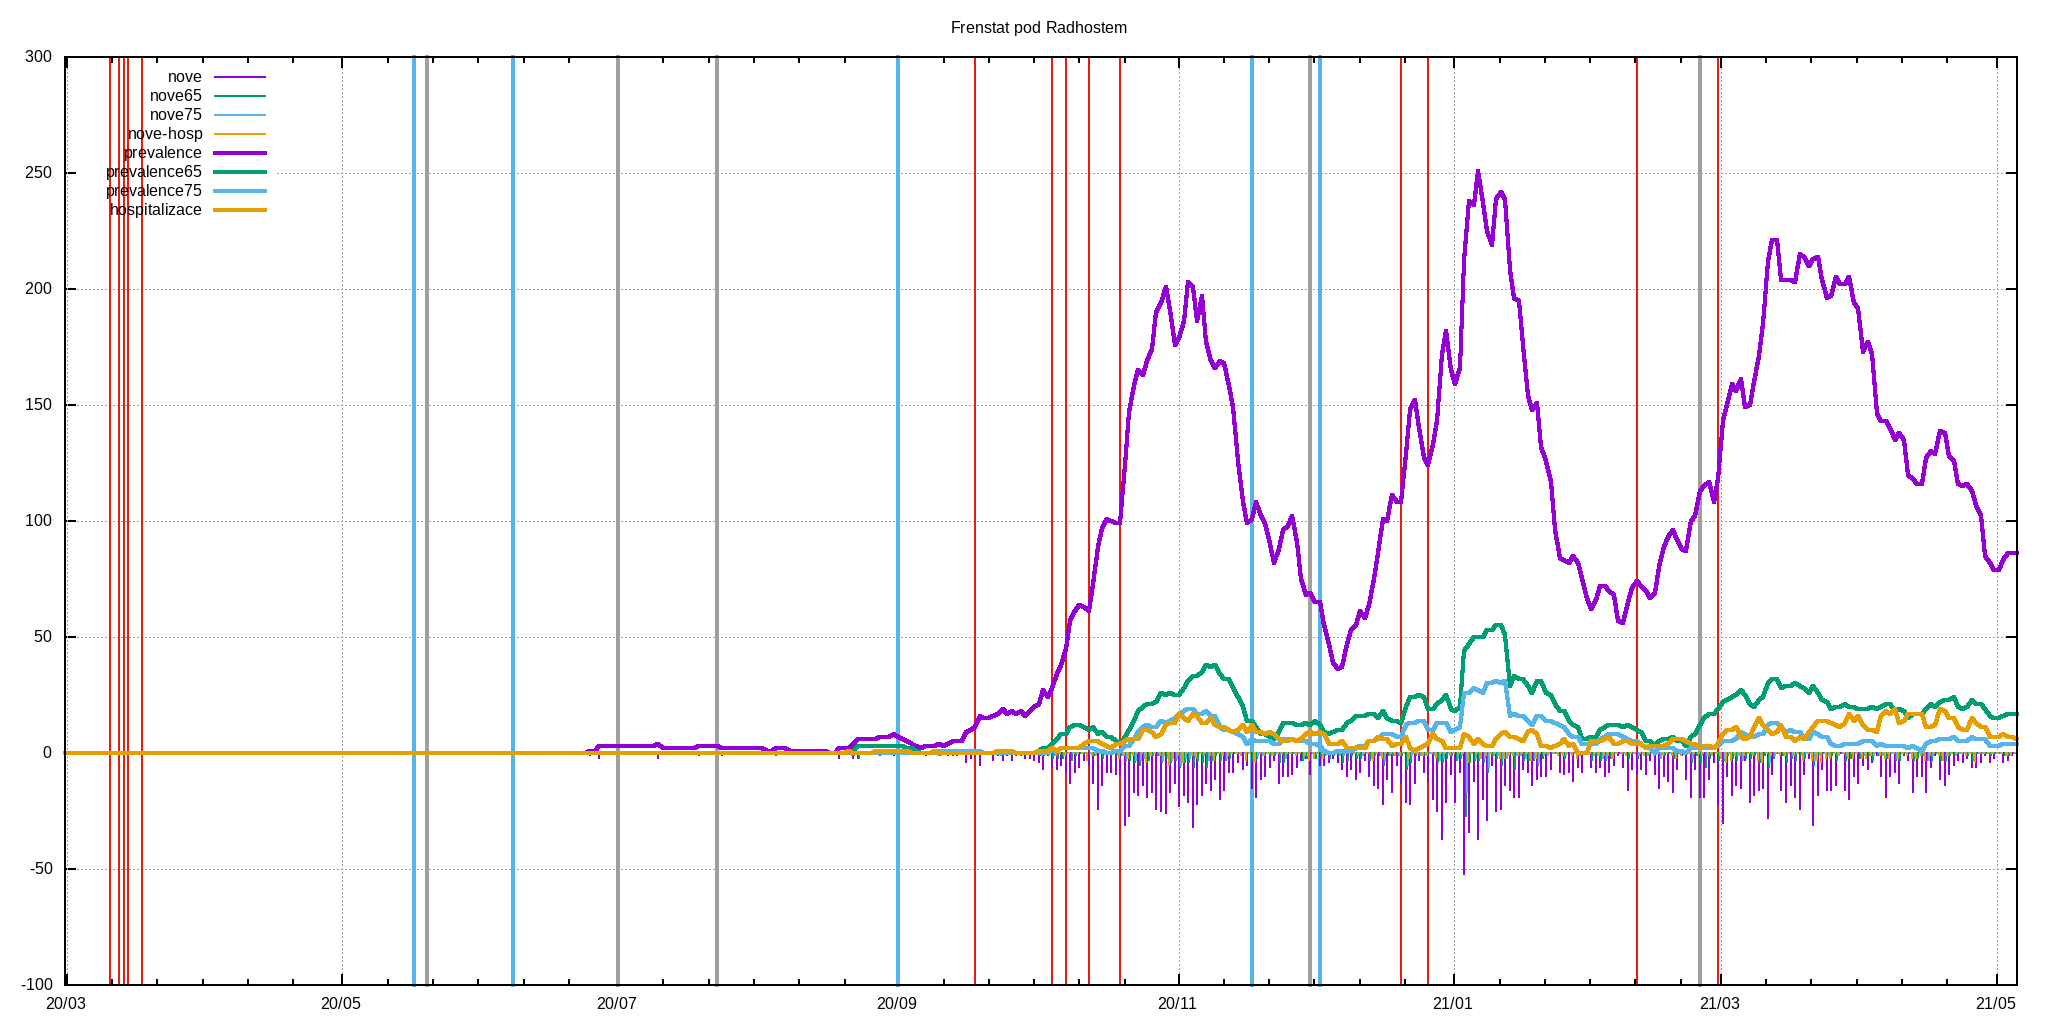 Frenstat pod Radhostem
300
250
200
150
100
50
0
-50
-100
nove
nove65
nove75
nove-hosp
prevalence
prevalence65
prevalence75
hospitalizace
20/03 20/05 20/07 20/09 20/11 21/01 21/03 21/05